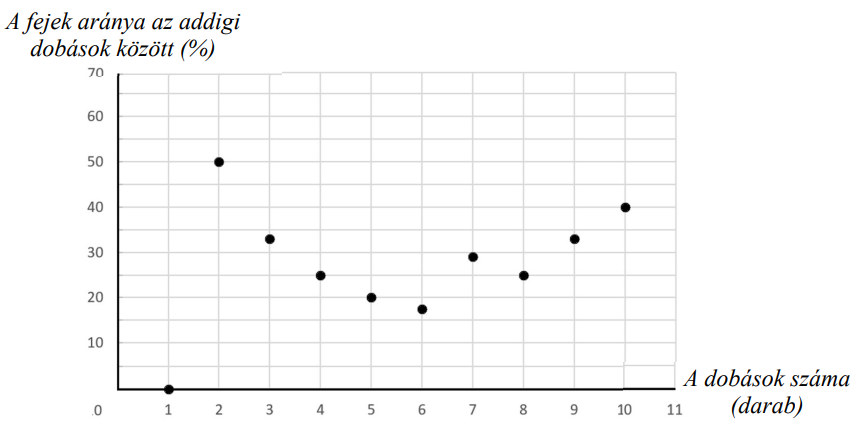 A fejek aránya az addigi
dobások között (%)
70
60
50
40
30
20
10
.0 1 2 3 4 5 6 7 8 9 10 11
A dobások száma
(darab)